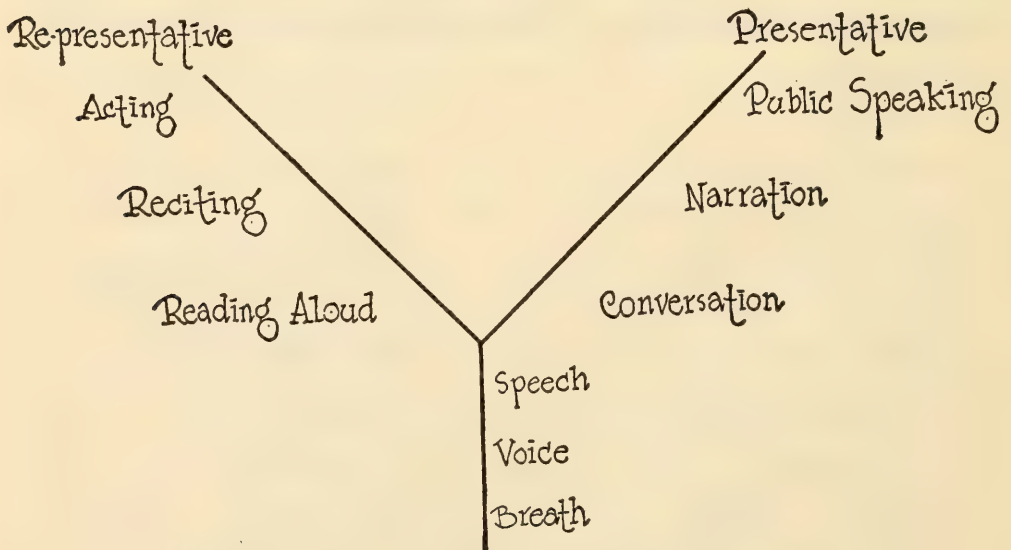 Re-presentative
Presentative
Acting
Public Speaking
Reciting
Narration
Reading Aloud
Conversation
Speech
Voice
Breath